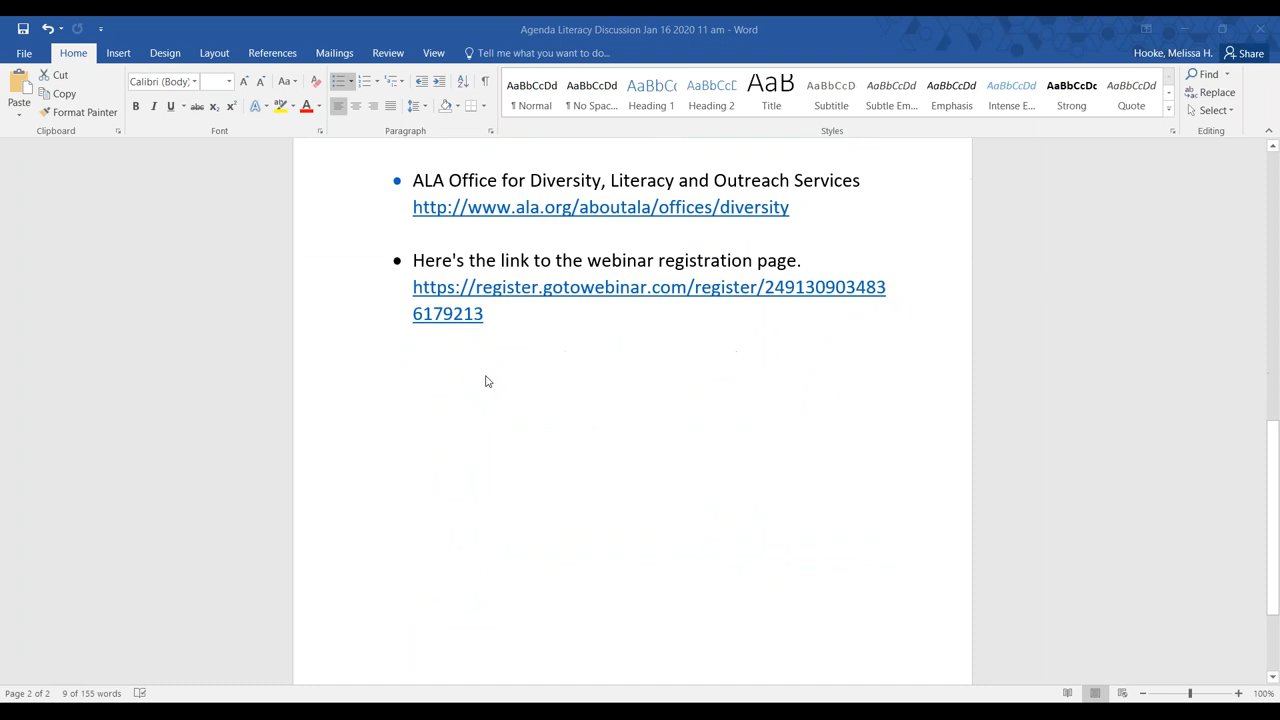 Agenda Literacy Discussion Jan 16 2020 11 am - Word
File Home Insert Design Layout References Mailings Review View Tell me what you want to do... Hooke, Melissa H. Share
Paste
Cut
Copy
Format Painter
Clipboard
Calibri (Body)
Font
Paragraph
AaBbCcDd AaBbCcDd AaBbCc AaBbCcD AaB AaBbCcD AaBbCcDd AaBbCcDd AaBbCcDd AaBbCcDd AaBbCcDd
¶ Normal ¶ No Spac... Heading 1 Heading 2 Title Subtitle Subtle Em... Emphasis Intense E... Strong Quote
Styles
Find
Replace
Select
Editing
• ALA Office for Diversity, Literacy and Outreach Services
http://www.ala.org/aboutala/offices/diversity
• Here's the link to the webinar registration page.
https://register.gotowebinar.com/register/249130903483
6179213
Page 2 of 2 9 of 155 words 100%